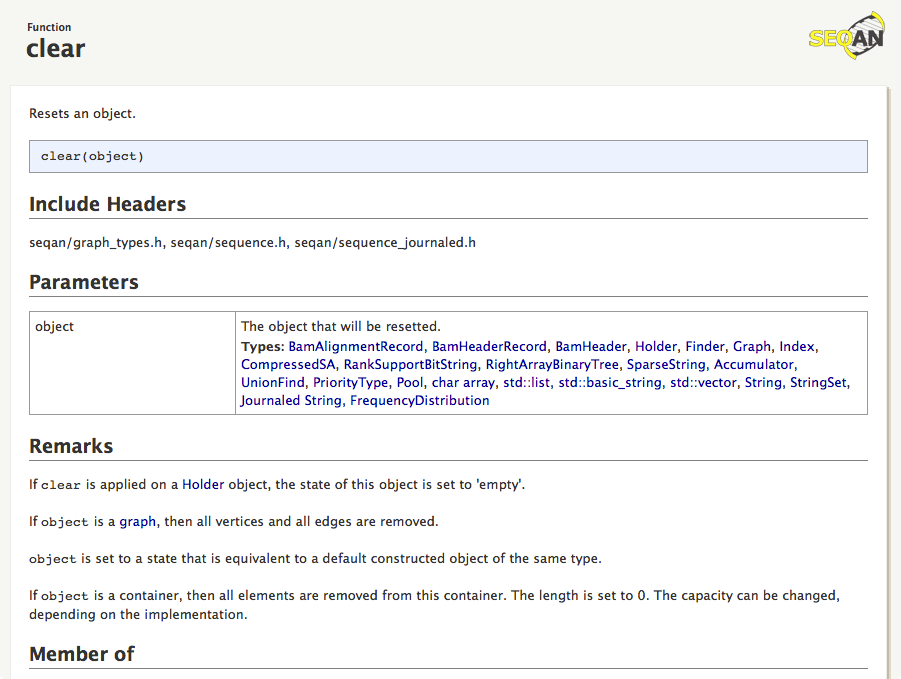 Function
clear
SEQAN
Resets an object.
clear(object)
Include Headers
seqan/graph_types.h, seqan/sequence.h, seqan/sequence_journaled.h
Parameters
object
The object that will be resetted.
Types: BamAlignmentRecord, BamHeaderRecord, BamHeader, Holder, Finder, Graph, Index,
CompressedSA, RankSupportBitString, RightArrayBinaryTree, SparseString, Accumulator,
UnionFind, PriorityType, Pool, char array, std::list, std::basic_string, std::vector, String, StringSet,
Journaled String, FrequencyDistribution
Remarks
If clear is applied on a Holder object, the state of this object is set to 'empty'.
If object is a graph, then all vertices and all edges are removed.
object is set to a state that is equivalent to a default constructed object of the same type.
If object is a container, then all elements are removed from this container. The length is set to 0. The capacity can be changed,
depending on the implementation.
Member of